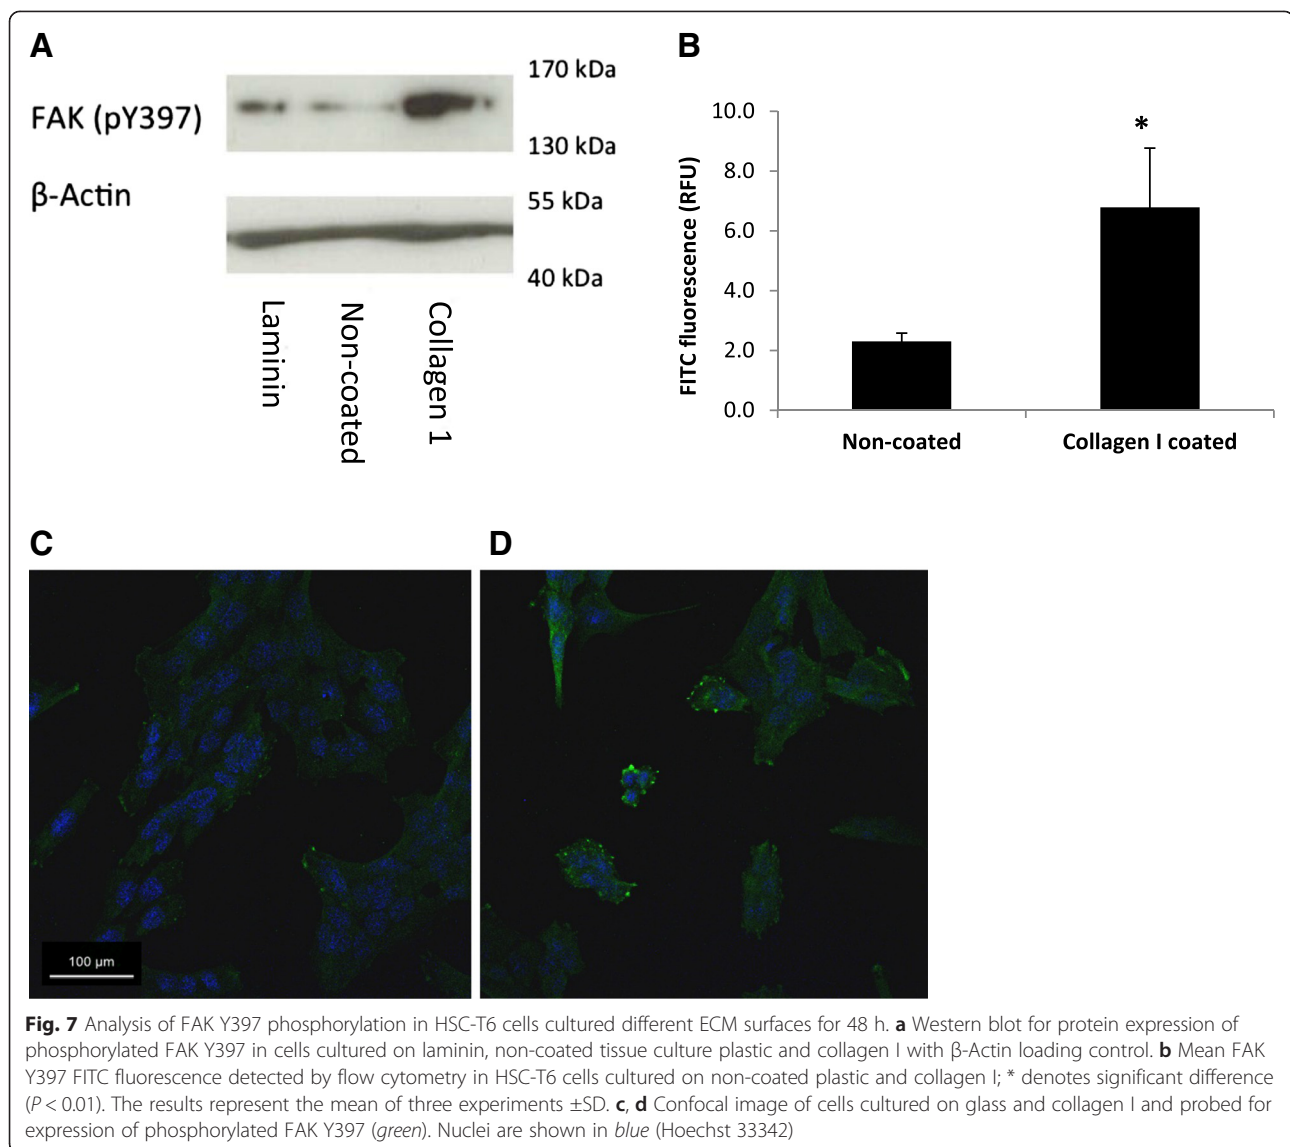 A
FAK (pY397)
170 kDa
130 kDa
β-Actin
55 kDa
40 kDa
Laminin
Non-coated
Collagen 1
B
FITC fluorescence (RFU)
10.0
8.0
6.0
4.0
2.0
0.0
*
Non-coated
Collagen I coated
C
100 µm
D
Fig. 7 Analysis of FAK Y397 phosphorylation in HSC-T6 cells cultured different ECM surfaces for 48 h. a Western blot for protein expression of
phosphorylated FAK Y397 in cells cultured on laminin, non-coated tissue culture plastic and collagen I with β-Actin loading control. b Mean FAK
Y397 FITC fluorescence detected by flow cytometry in HSC-T6 cells cultured on non-coated plastic and collagen I; * denotes significant difference
(P < 0.01). The results represent the mean of three experiments ±SD. c, d Confocal image of cells cultured on glass and collagen I and probed for
expression of phosphorylated FAK Y397 (green). Nuclei are shown in blue (Hoechst 33342)